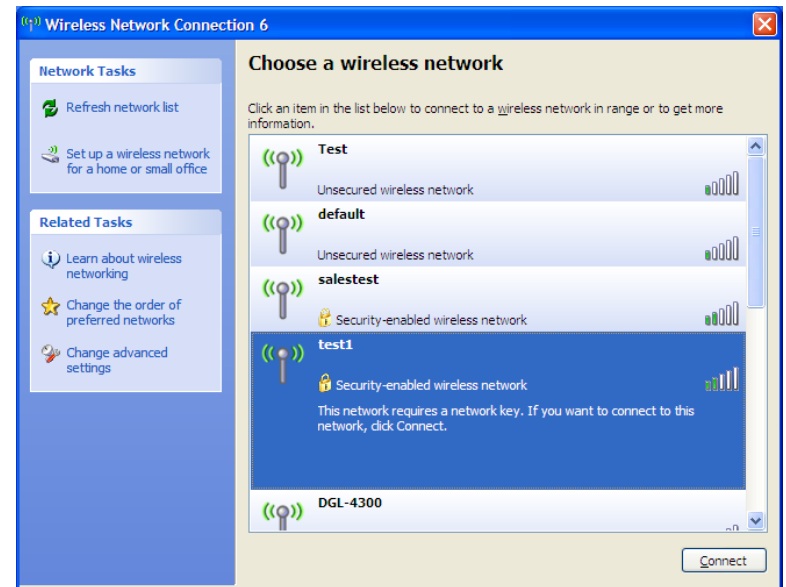 Wireless Network Connection 6
Network Tasks
Refresh network list
Set up a wireless network
for a home or small office
Related Tasks
Learn about wireless
networking
Change the order of
preferred networks
Change advanced
settings
Choose a wireless network
Click an item in the list below to connect to a wireless network in range or to get more
information.
Test
Unsecured wireless network
default
Unsecured wireless network
salestest
Security-enabled wireless network
test1
Security-enabled wireless network
This network requires a network key. If you want to connect to this
network, click Connect.
DGL-4300
Connect